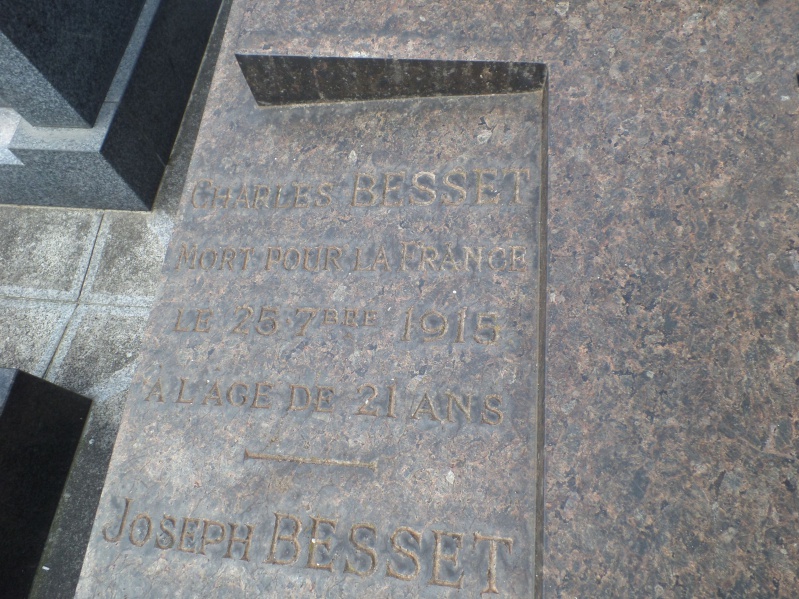 CHARLES BESSET
MORT POUR LA FRANCE
LE 25 7BRE 1915
A L'AGE DE 21 ANS
JOSEPH BESSET